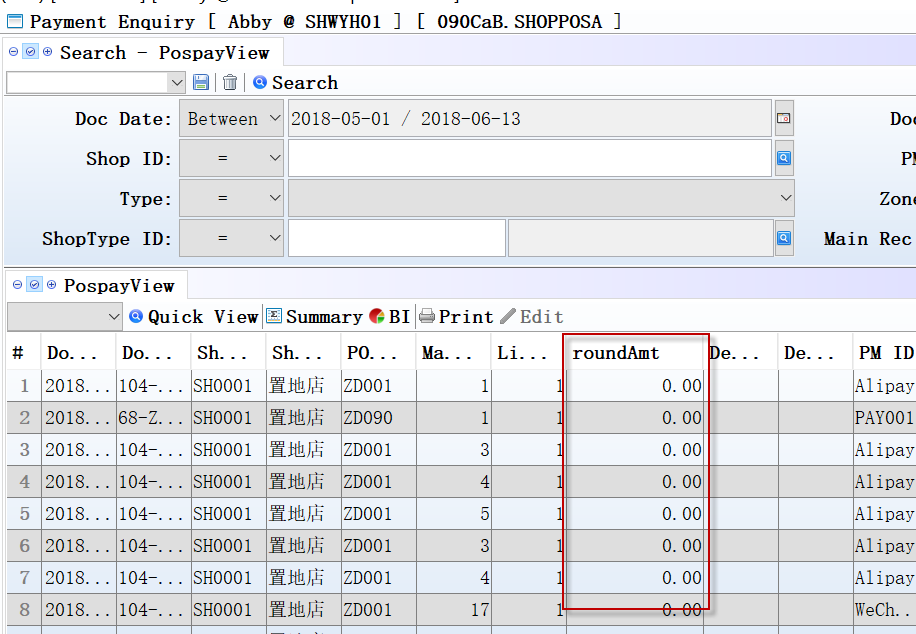 Payment Enquiry [ Abby @ SHWYH01 ] [ 090CaB.SHOPPOSA ]
Search - PospayView
Search
Doc Date: Between 2018-05-01 / 2018-06-13 Doc
Shop ID: = PM
Type: = Zone
ShopType ID: = Main Rec
PospayView
Quick View Summary BI Print Edit
# Do... Do... Sh... Sh... PO... Ma... Li... roundAmt De... De... PM ID
1 2018... 104-... SH0001 置地店 ZD001 1 1 0.00 Alipay
2 2018... 68-Z... SH0001 置地店 ZD090 1 1 0.00 PAY001
3 2018... 104-... SH0001 置地店 ZD001 3 1 0.00 Alipay
4 2018... 104-... SH0001 置地店 ZD001 4 1 0.00 Alipay
5 2018... 104-... SH0001 置地店 ZD001 5 1 0.00 Alipay
6 2018... 104-... SH0001 置地店 ZD001 3 1 0.00 Alipay
7 2018... 104-... SH0001 置地店 ZD001 4 1 0.00 Alipay
8 2018... 104-... SH0001 置地店 ZD001 17 1 0.00 WeCh..